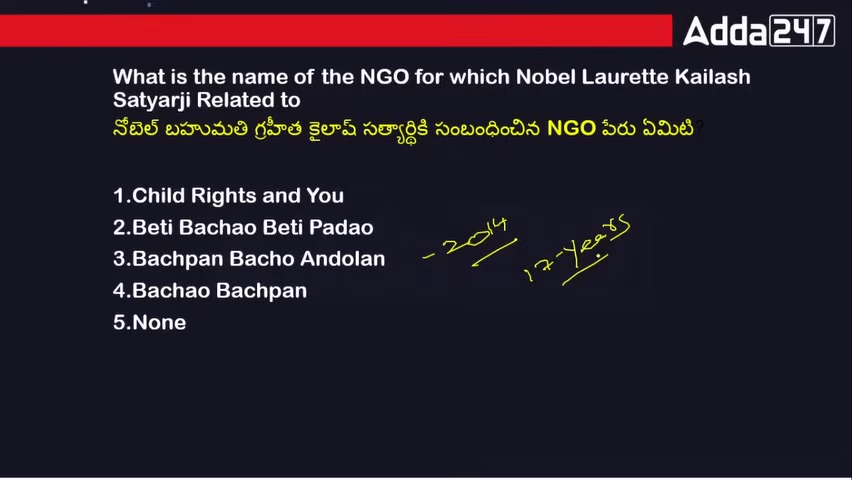 Adda247
What is the name of the NGO for which Nobel Laurette Kailash
Satyarji Related to
నోబెల్ బహుమతి గ్రహీత కైలాష్ సత్యార్థికి సంబంధించిన NGO పేరు ఏమిటి?
1.Child Rights and You
2.Beti Bachao Beti Padao
3.Bachpan Bacho Andolan
4.Bachao Bachpan
5.None
- 2014
17-years